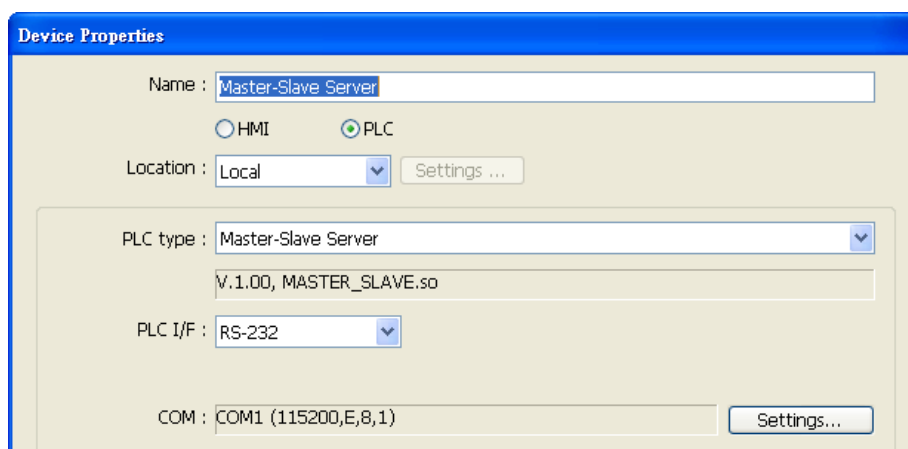 Device Properties
Name : Master-Slave Server
HMI PLC
Location : Local Settings ...
PLC type : Master-Slave Server
V.1.00, MASTER_SLAVE.so
PLC I/F : RS-232
COM : COM1 (115200,E,8,1) Settings...